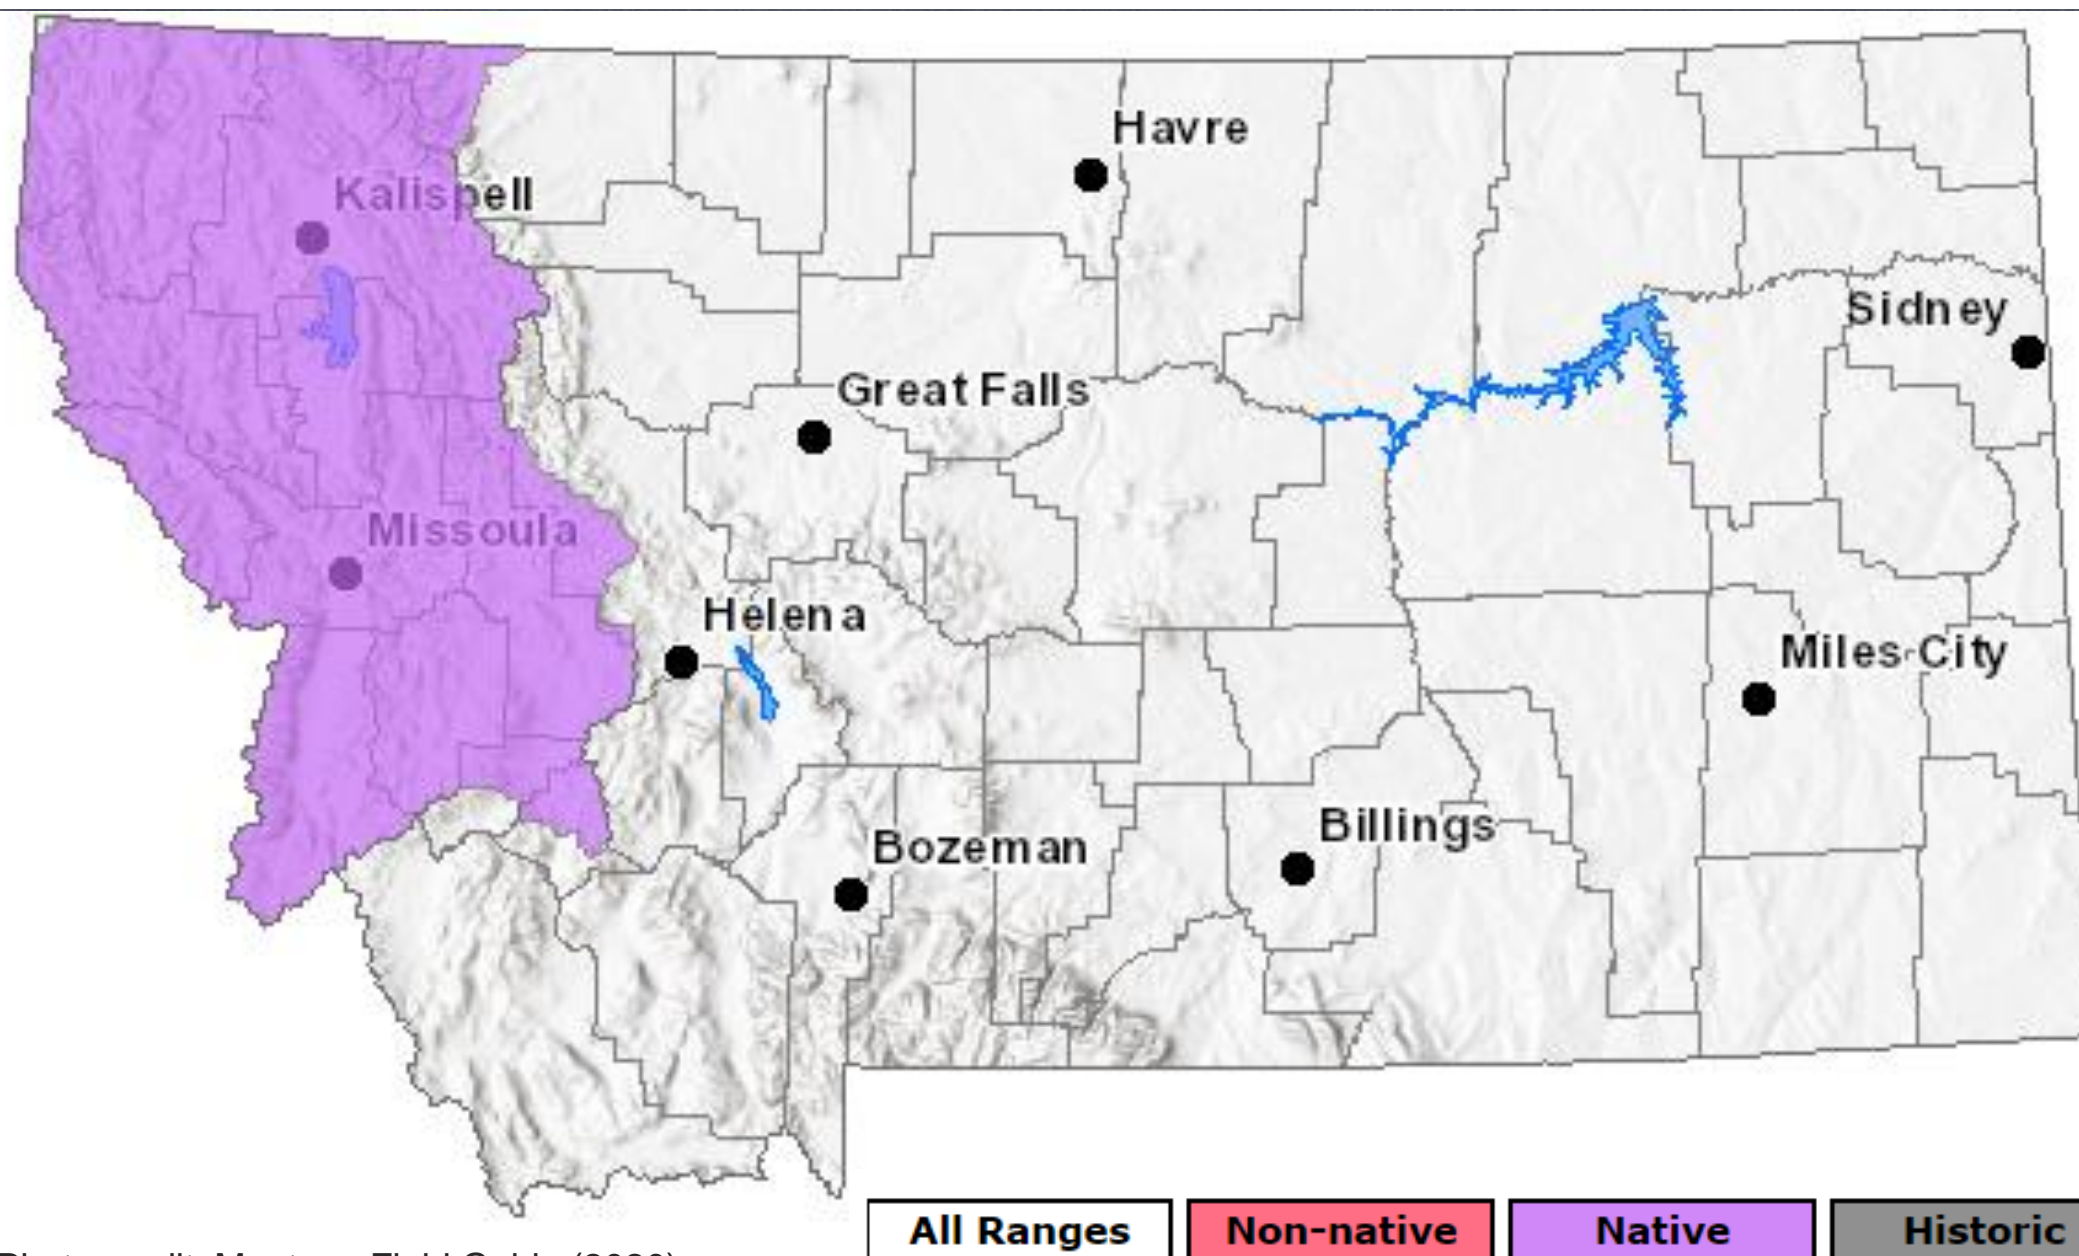 Havre
Kalispell
Sidney
Great Falls
Missoula
Helena
Miles City
Billings
Bozeman
All Ranges
Non-native
Native
Historic